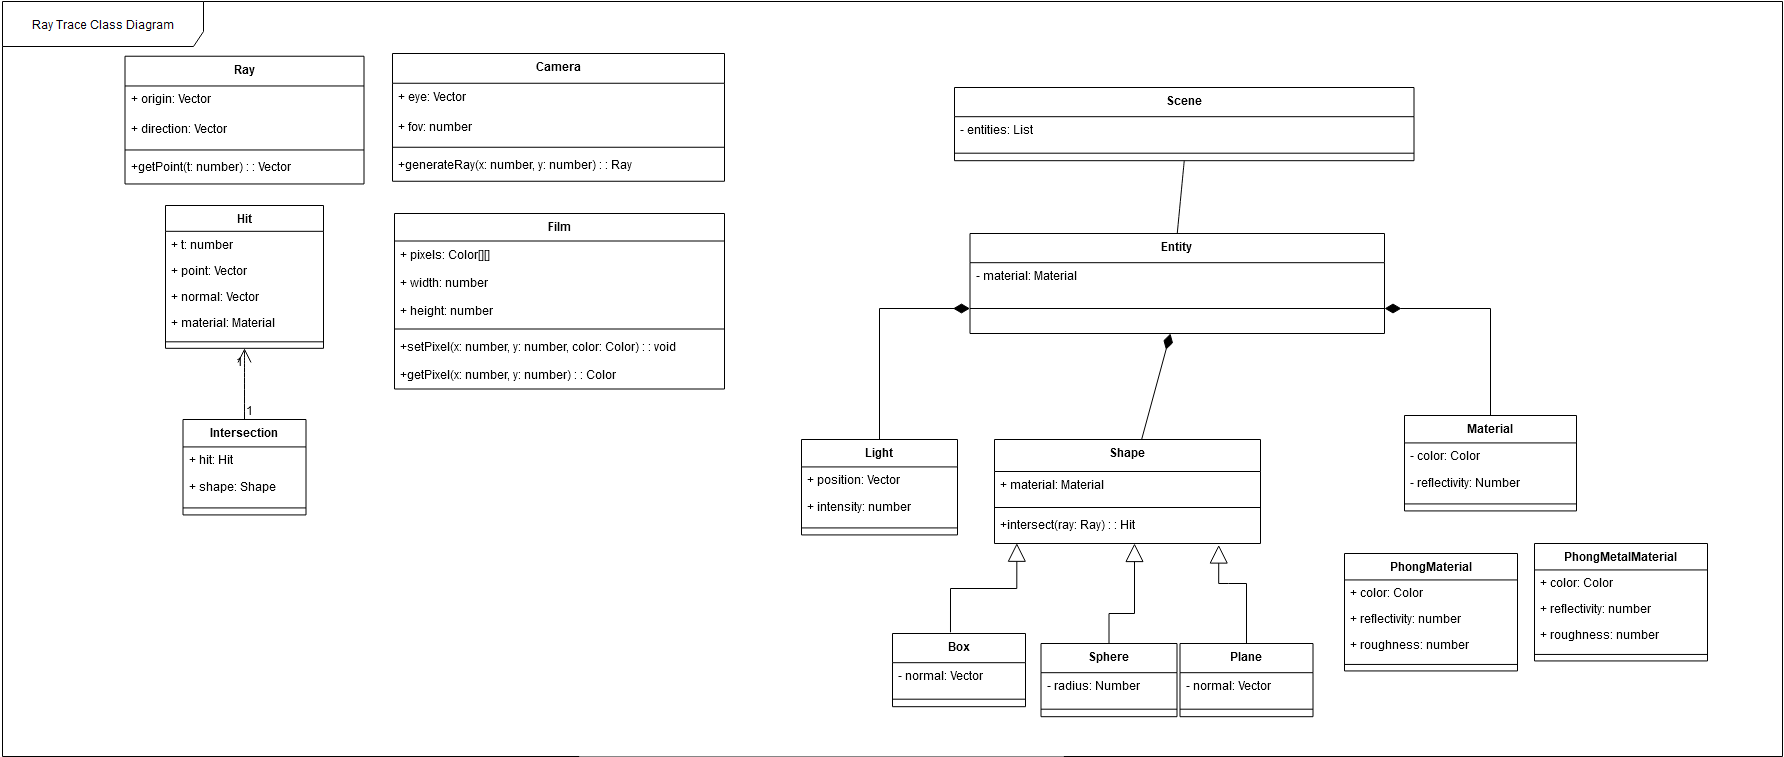 Ray Trace Class Diagram
Ray
+ origin: Vector
+ direction: Vector
+getPoint(t: number) : : Vector
Camera
+ eye: Vector
+ fov: number
+generateRay(x: number, y: number) : : Ray
Scene
- entities: List
Hit
+ t: number
+ point: Vector
+ normal: Vector
+ material: Material
Film
+ pixels: Color[][]
+ width: number
+ height: number
+setPixel(x: number, y: number, color: Color) : : void
+getPixel(x: number, y: number) : : Color
Entity
- material: Material
1
1
Intersection
+ hit: Hit
+ shape: Shape
Light
+ position: Vector
+ intensity: number
Shape
+ material: Material
+intersect(ray: Ray) : : Hit
Material
- color: Color
- reflectivity: Number
PhongMaterial
+ color: Color
+ reflectivity: number
+ roughness: number
PhongMetalMaterial
+ color: Color
+ reflectivity: number
+ roughness: number
Box
- normal: Vector
Sphere
- radius: Number
Plane
- normal: Vector